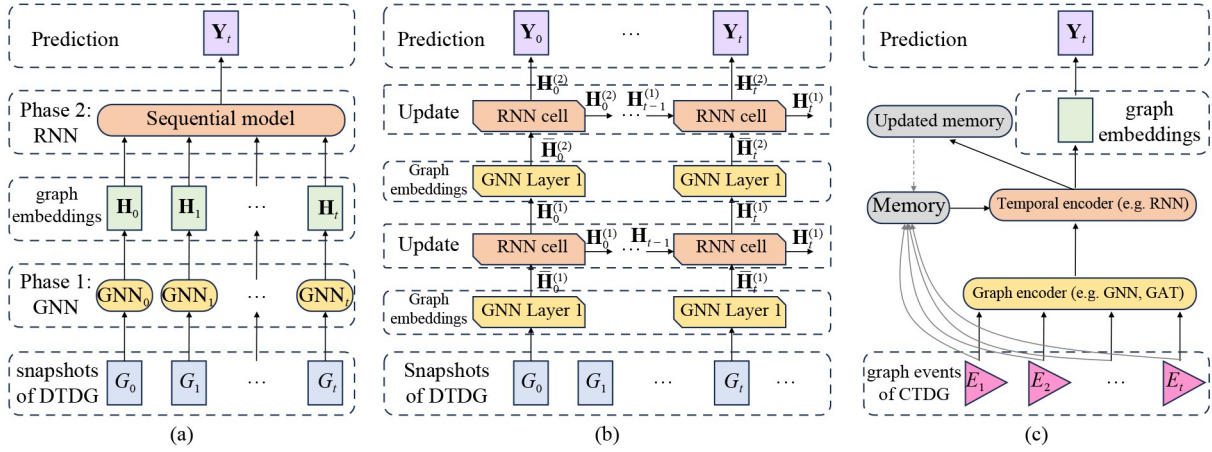 Prediction
Y_t
Phase 2:
RNN
Sequential model
graph
embeddings
H_0
H_1
...
H_t
Phase 1:
GNN
GNN_0
GNN_1
...
GNN_t
snapshots
of DTDG
G_0
G_1
...
G_t
(a)
Prediction
Y_0
...
Y_t
H_0^(2)
H_t^(2)
Update
RNN cell
H_0^(2)
...
H_{t-1}^(1)
RNN cell
H_t^(1)
H̅_0^(2)
H̅_t^(2)
Graph
embeddings
GNN Layer 1
GNN Layer 1
H_0^(1)
H̅_t^(1)
Update
RNN cell
H_0^(1)
...
H_{t-1}
RNN cell
H_t^(1)
H̅_0^(1)
H̅_t^(1)
Graph
embeddings
GNN Layer 1
GNN Layer 1
Snapshots
of DTDG
G_0
G_1
...
G_t
...
(b)
Prediction
Y_t
graph
embeddings
Updated memory
Memory
Temporal encoder (e.g. RNN)
Graph encoder (e.g. GNN, GAT)
graph events
of CTDG
E_1
E_2
...
E_t
(c)